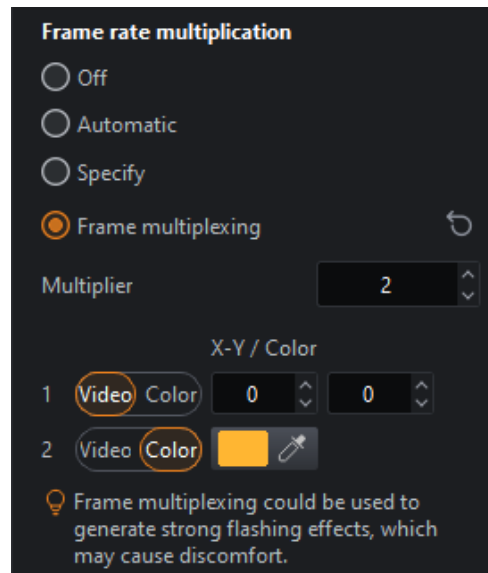 Frame rate multiplication
Off
Automatic
Specify
Frame multiplexing
Multiplier 2
X-Y / Color
1 Video Color 0 0
2 Video Color
Frame multiplexing could be used to
generate strong flashing effects, which
may cause discomfort.